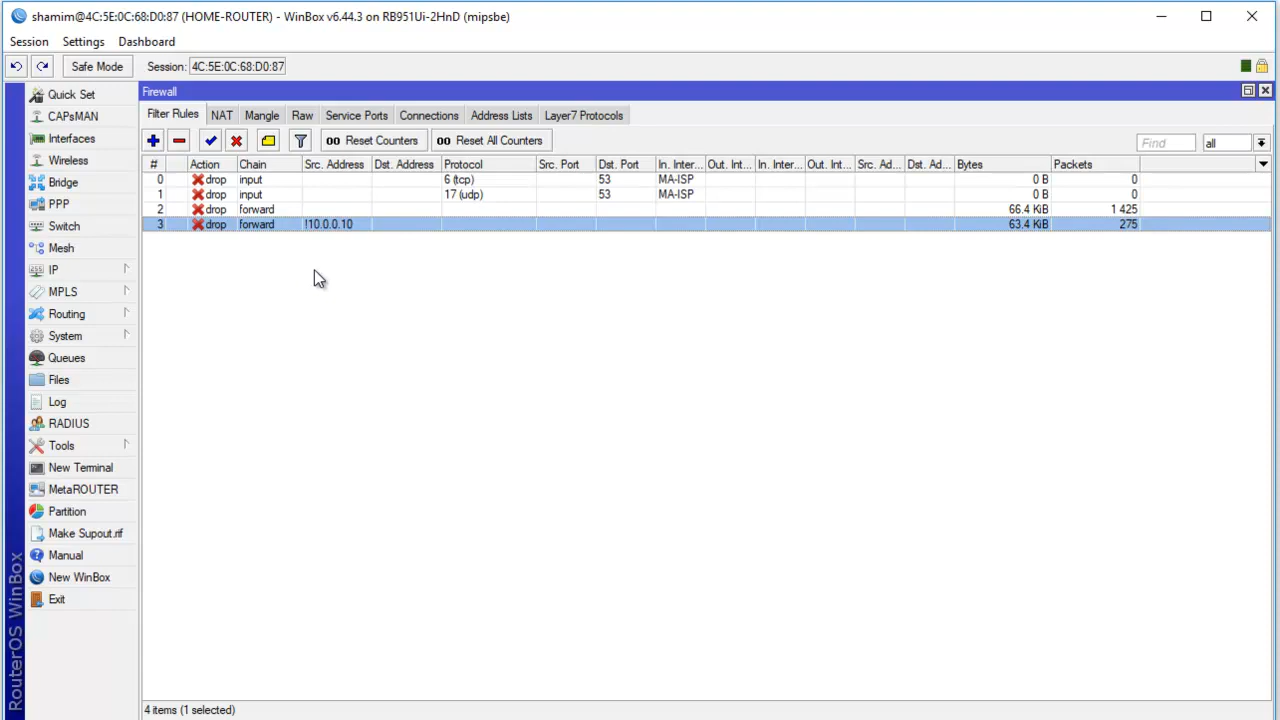 shamim@4C:5E:0C:68:D0:87 (HOME-ROUTER) - WinBox v6.44.3 on RB951Ui-2HnD (mipsbe)
Session Settings Dashboard
Safe Mode Session: 4C:5E:0C:68:D0:87
Quick Set
CAPsMAN
Interfaces
Wireless
Bridge
PPP
Switch
Mesh
IP
MPLS
Routing
System
Queues
Files
Log
RADIUS
Tools
New Terminal
MetaROUTER
Partition
Make Supout.rif
Manual
New WinBox
Exit
RouterOS WinBox
Firewall
Filter Rules NAT Mangle Raw Service Ports Connections Address Lists Layer7 Protocols
00 Reset Counters 00 Reset All Counters Find all
# Action Chain Src. Address Dst. Address Protocol Src. Port Dst. Port In. Inter... Out. Int... In. Inter... Out. Int... Src. Ad... Dst. Ad... Bytes Packets
0 drop input 6 (tcp) 53 MA-ISP 0 B 0
1 drop input 17 (udp) 53 MA-ISP 0 B 0
2 drop forward 66.4 KiB 1 425
3 drop forward !10.0.0.10 63.4 KiB 275
4 items (1 selected)